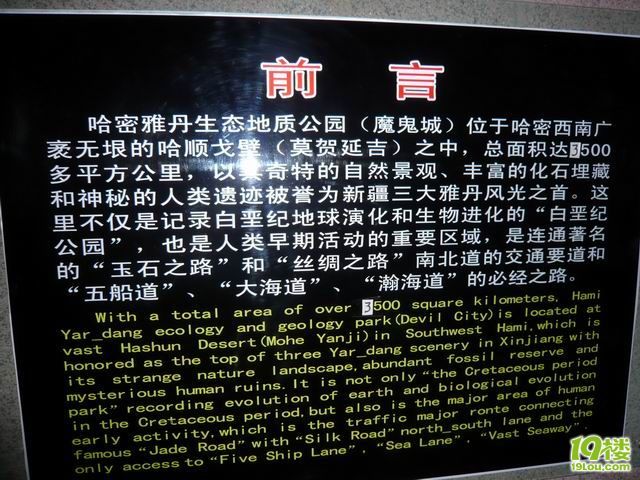 前言
哈密雅丹生态地质公园（魔鬼城）位于哈密西南广
袤无垠的哈顺戈壁（莫贺延吉）之中，总面积达3500
多平方公里，以其奇特的自然景观、丰富的化石埋藏
和神秘的人类遗迹被誉为新疆三大雅丹风光之首。这
里不仅是记录白垩纪地球演化和生物进化的“白垩纪
公园”，也是人类早期活动的重要区域，是连通著名
的“玉石之路”和“丝绸之路”南北道的交通要道和
“五船道”、“大海道”、“瀚海道”的必经之路。
With a total area of over 3500 square kilometers, Hami
Yar_dang ecology and geology park(Devil City)is located at
vast Hashun Desert(Mohe Yanji)in Southwest Hami,which is
honored as the top of three Yar_dang scenery in Xinjiang with
its strange nature landscape,abundant fossil reserve and
mysterious human ruins.It is not only "the Cretaceous period
park" recording evolution of earth and biological evolution
in the Cretaceous period,but also is the major area of human
early activity,which is the traffic major ronte connecting
famous "Jade Road" with "Silk Road" north_south lane and the
only access to "Five Ship Lane", "Sea Lane", "Vast Seaway".
19楼
19lou.com